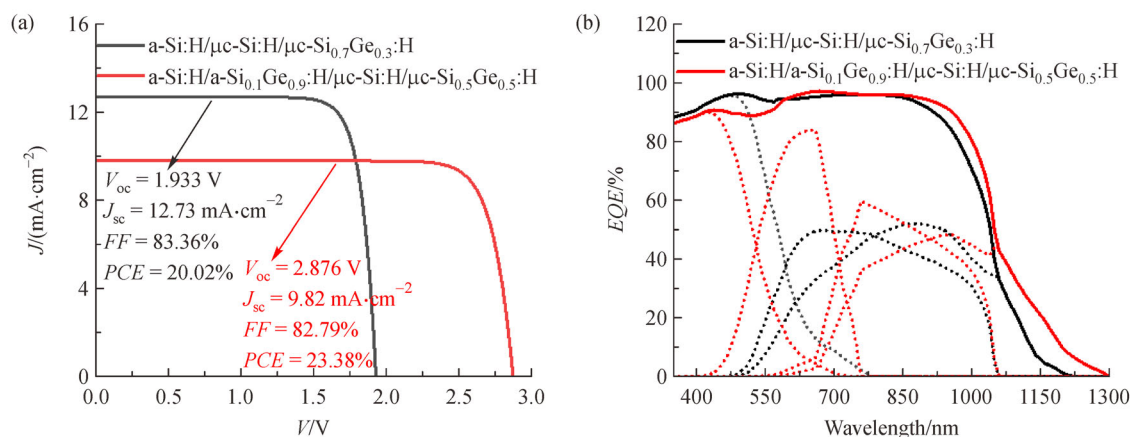 (a)
16
12
8
4
0
J/(mA·cm⁻²)
a-Si:H/μc-Si:H/μc-Si₀.₇Ge₀.₃:H
a-Si:H/a-Si₀.₁Ge₀.₉:H/μc-Si:H/μc-Si₀.₅Ge₀.₅:H
Voc = 1.933 V
Jsc = 12.73 mA·cm⁻²
FF = 83.36%
PCE = 20.02%
Voc = 2.876 V
Jsc = 9.82 mA·cm⁻²
FF = 82.79%
PCE = 23.38%
0.0 0.5 1.0 1.5 2.0 2.5 3.0
V/V
(b)
120
100
80
60
40
20
0
EQE/%
a-Si:H/μc-Si:H/μc-Si₀.₇Ge₀.₃:H
a-Si:H/a-Si₀.₁Ge₀.₉:H/μc-Si:H/μc-Si₀.₅Ge₀.₅:H
400 550 700 850 1000 1150 1300
Wavelength/nm